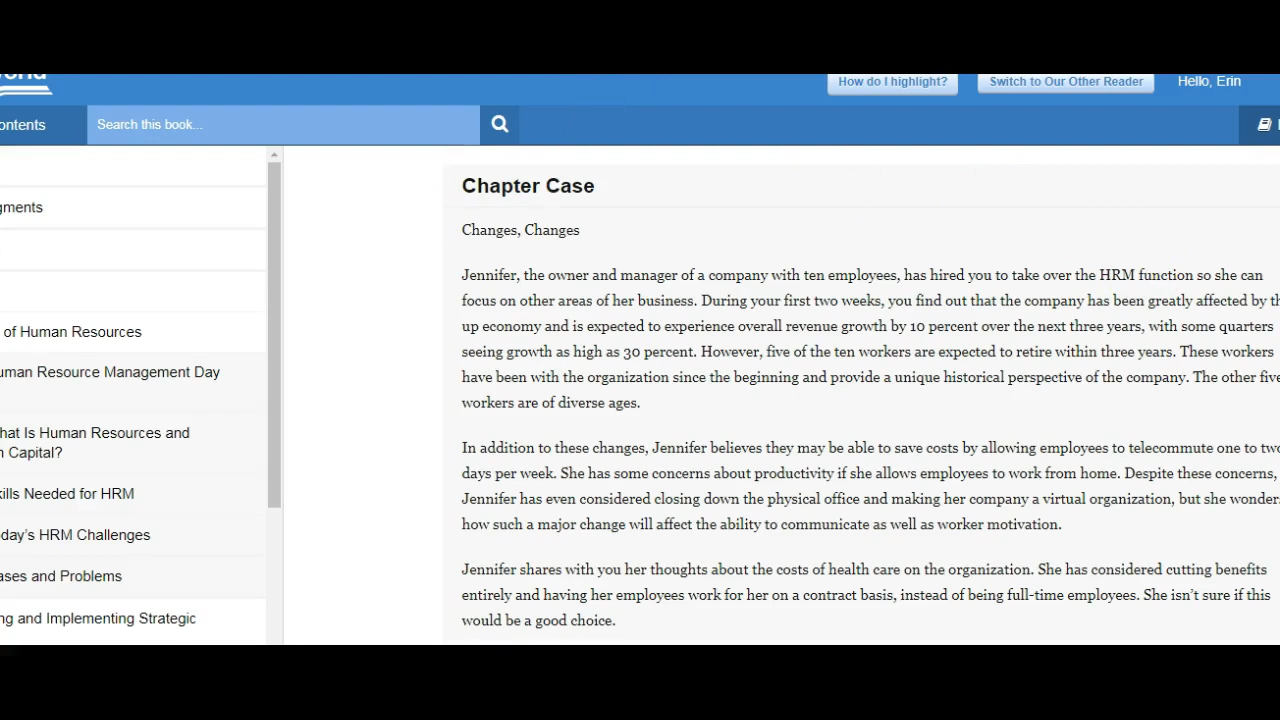 How do I highlight?
Switch to Our Other Reader
Hello, Erin
Search this book...
Chapter Case
Changes, Changes
of Human Resources
Resource Management Day
Is Human Resources and
Capital?
Needed for HRM
HRM Challenges
and Problems
and Implementing Strategic
Jennifer, the owner and manager of a company with ten employees, has hired you to take over the HRM function so she can
focus on other areas of her business. During your first two weeks, you find out that the company has been greatly affected by
up economy and is expected to experience overall revenue growth by 10 percent over the next three years, with some quarters
seeing growth as high as 30 percent. However, five of the ten workers are expected to retire within three years. These workers
have been with the organization since the beginning and provide a unique historical perspective of the company. The other five
workers are of diverse ages.
In addition to these changes, Jennifer believes they may be able to save costs by allowing employees to telecommute one to two
days per week. She has some concerns about productivity if she allows employees to work from home. Despite these concerns,
Jennifer has even considered closing down the physical office and making her company a virtual organization, but she wonders
how such a major change will affect the ability to communicate as well as worker motivation.
Jennifer shares with you her thoughts about the costs of health care on the organization. She has considered cutting benefits
entirely and having her employees work for her on a contract basis, instead of being full-time employees. She isn't sure if this
would be a good choice.